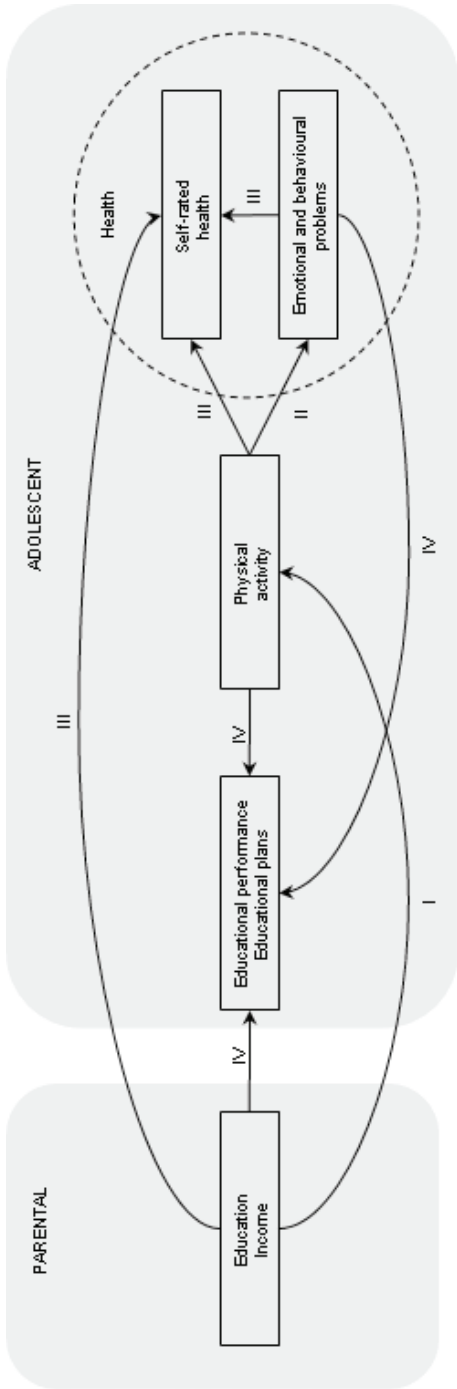 PARENTAL
ADOLESCENT
Education
Income
IV
III
I
Educational performance
Educational plans
IV
Physical
activity
III
II
IV
Health
Self-rated
health
III
Emotional and behavioural
problems